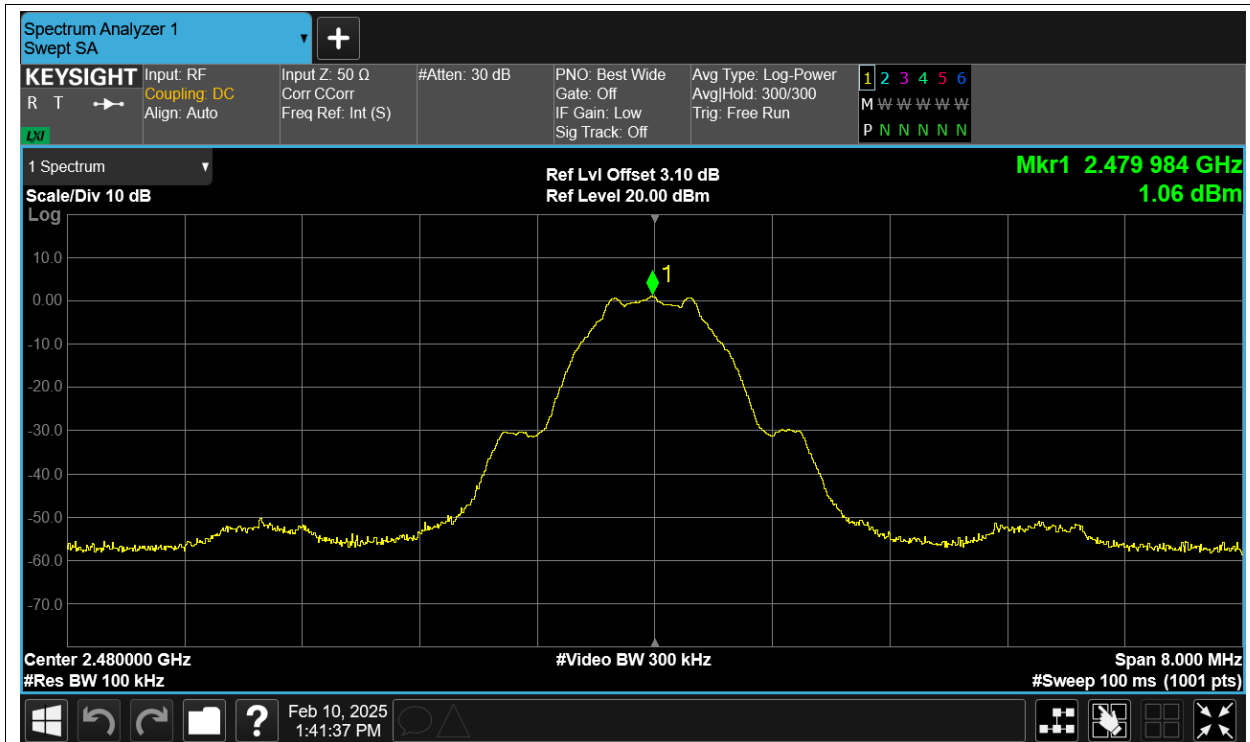 Spectrum Analyzer 1
Swept SA
KEYSIGHT
R T
LXI
Input: RF
Coupling: DC
Align: Auto
Input Z: 50 Ω
Corr CCorr
Freq Ref: Int (S)
#Atten: 30 dB
PNO: Best Wide
Gate: Off
IF Gain: Low
Sig Track: Off
Avg Type: Log-Power
Avg|Hold: 300/300
Trig: Free Run
1 2 3 4 5 6
M W W W W W
P N N N N N
1 Spectrum
Scale/Div 10 dB
Log
Ref Lvl Offset 3.10 dB
Ref Level 20.00 dBm
Mkr1 2.479 984 GHz
1.06 dBm
1
10.0
0.00
-10.0
-20.0
-30.0
-40.0
-50.0
-60.0
-70.0
Center 2.480000 GHz
#Res BW 100 kHz
#Video BW 300 kHz
Span 8.000 MHz
#Sweep 100 ms (1001 pts)
?
Feb 10, 2025
1:41:37 PM